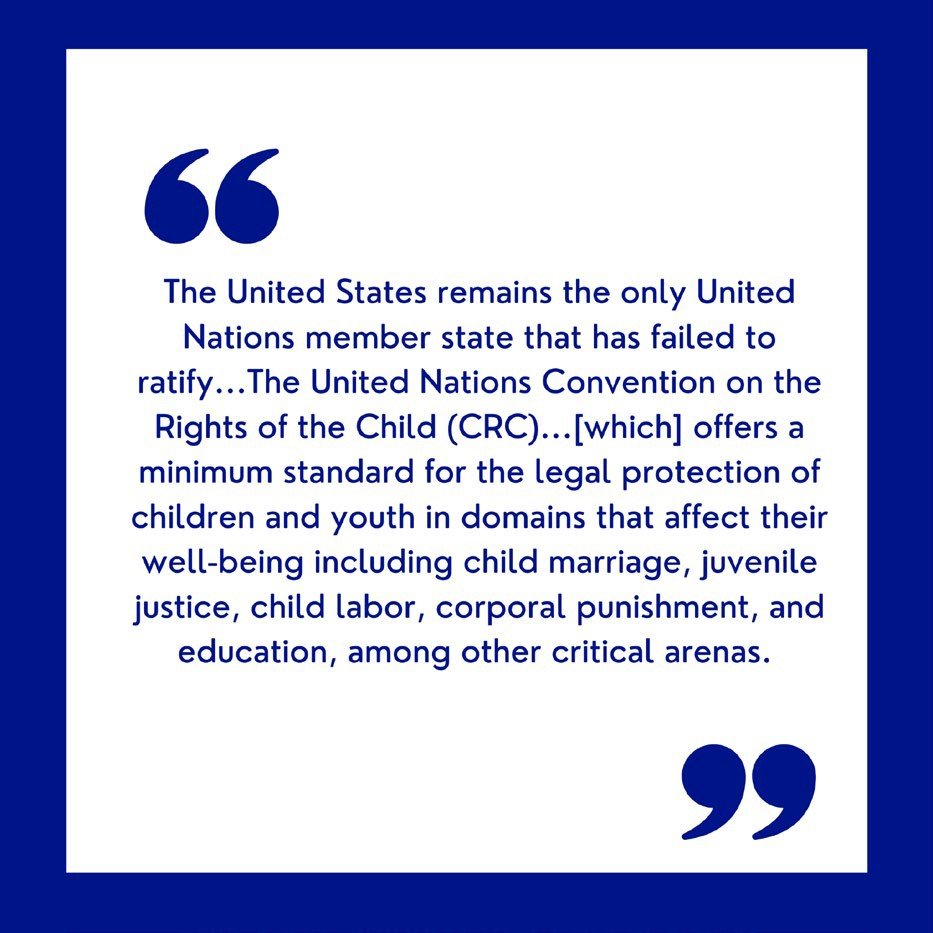 “
The United States remains the only United
Nations member state that has failed to
ratify...The United Nations Convention on the
Rights of the Child (CRC)...[which] offers a
minimum standard for the legal protection of
children and youth in domains that affect their
well-being including child marriage, juvenile
justice, child labor, corporal punishment, and
education, among other critical arenas.
”